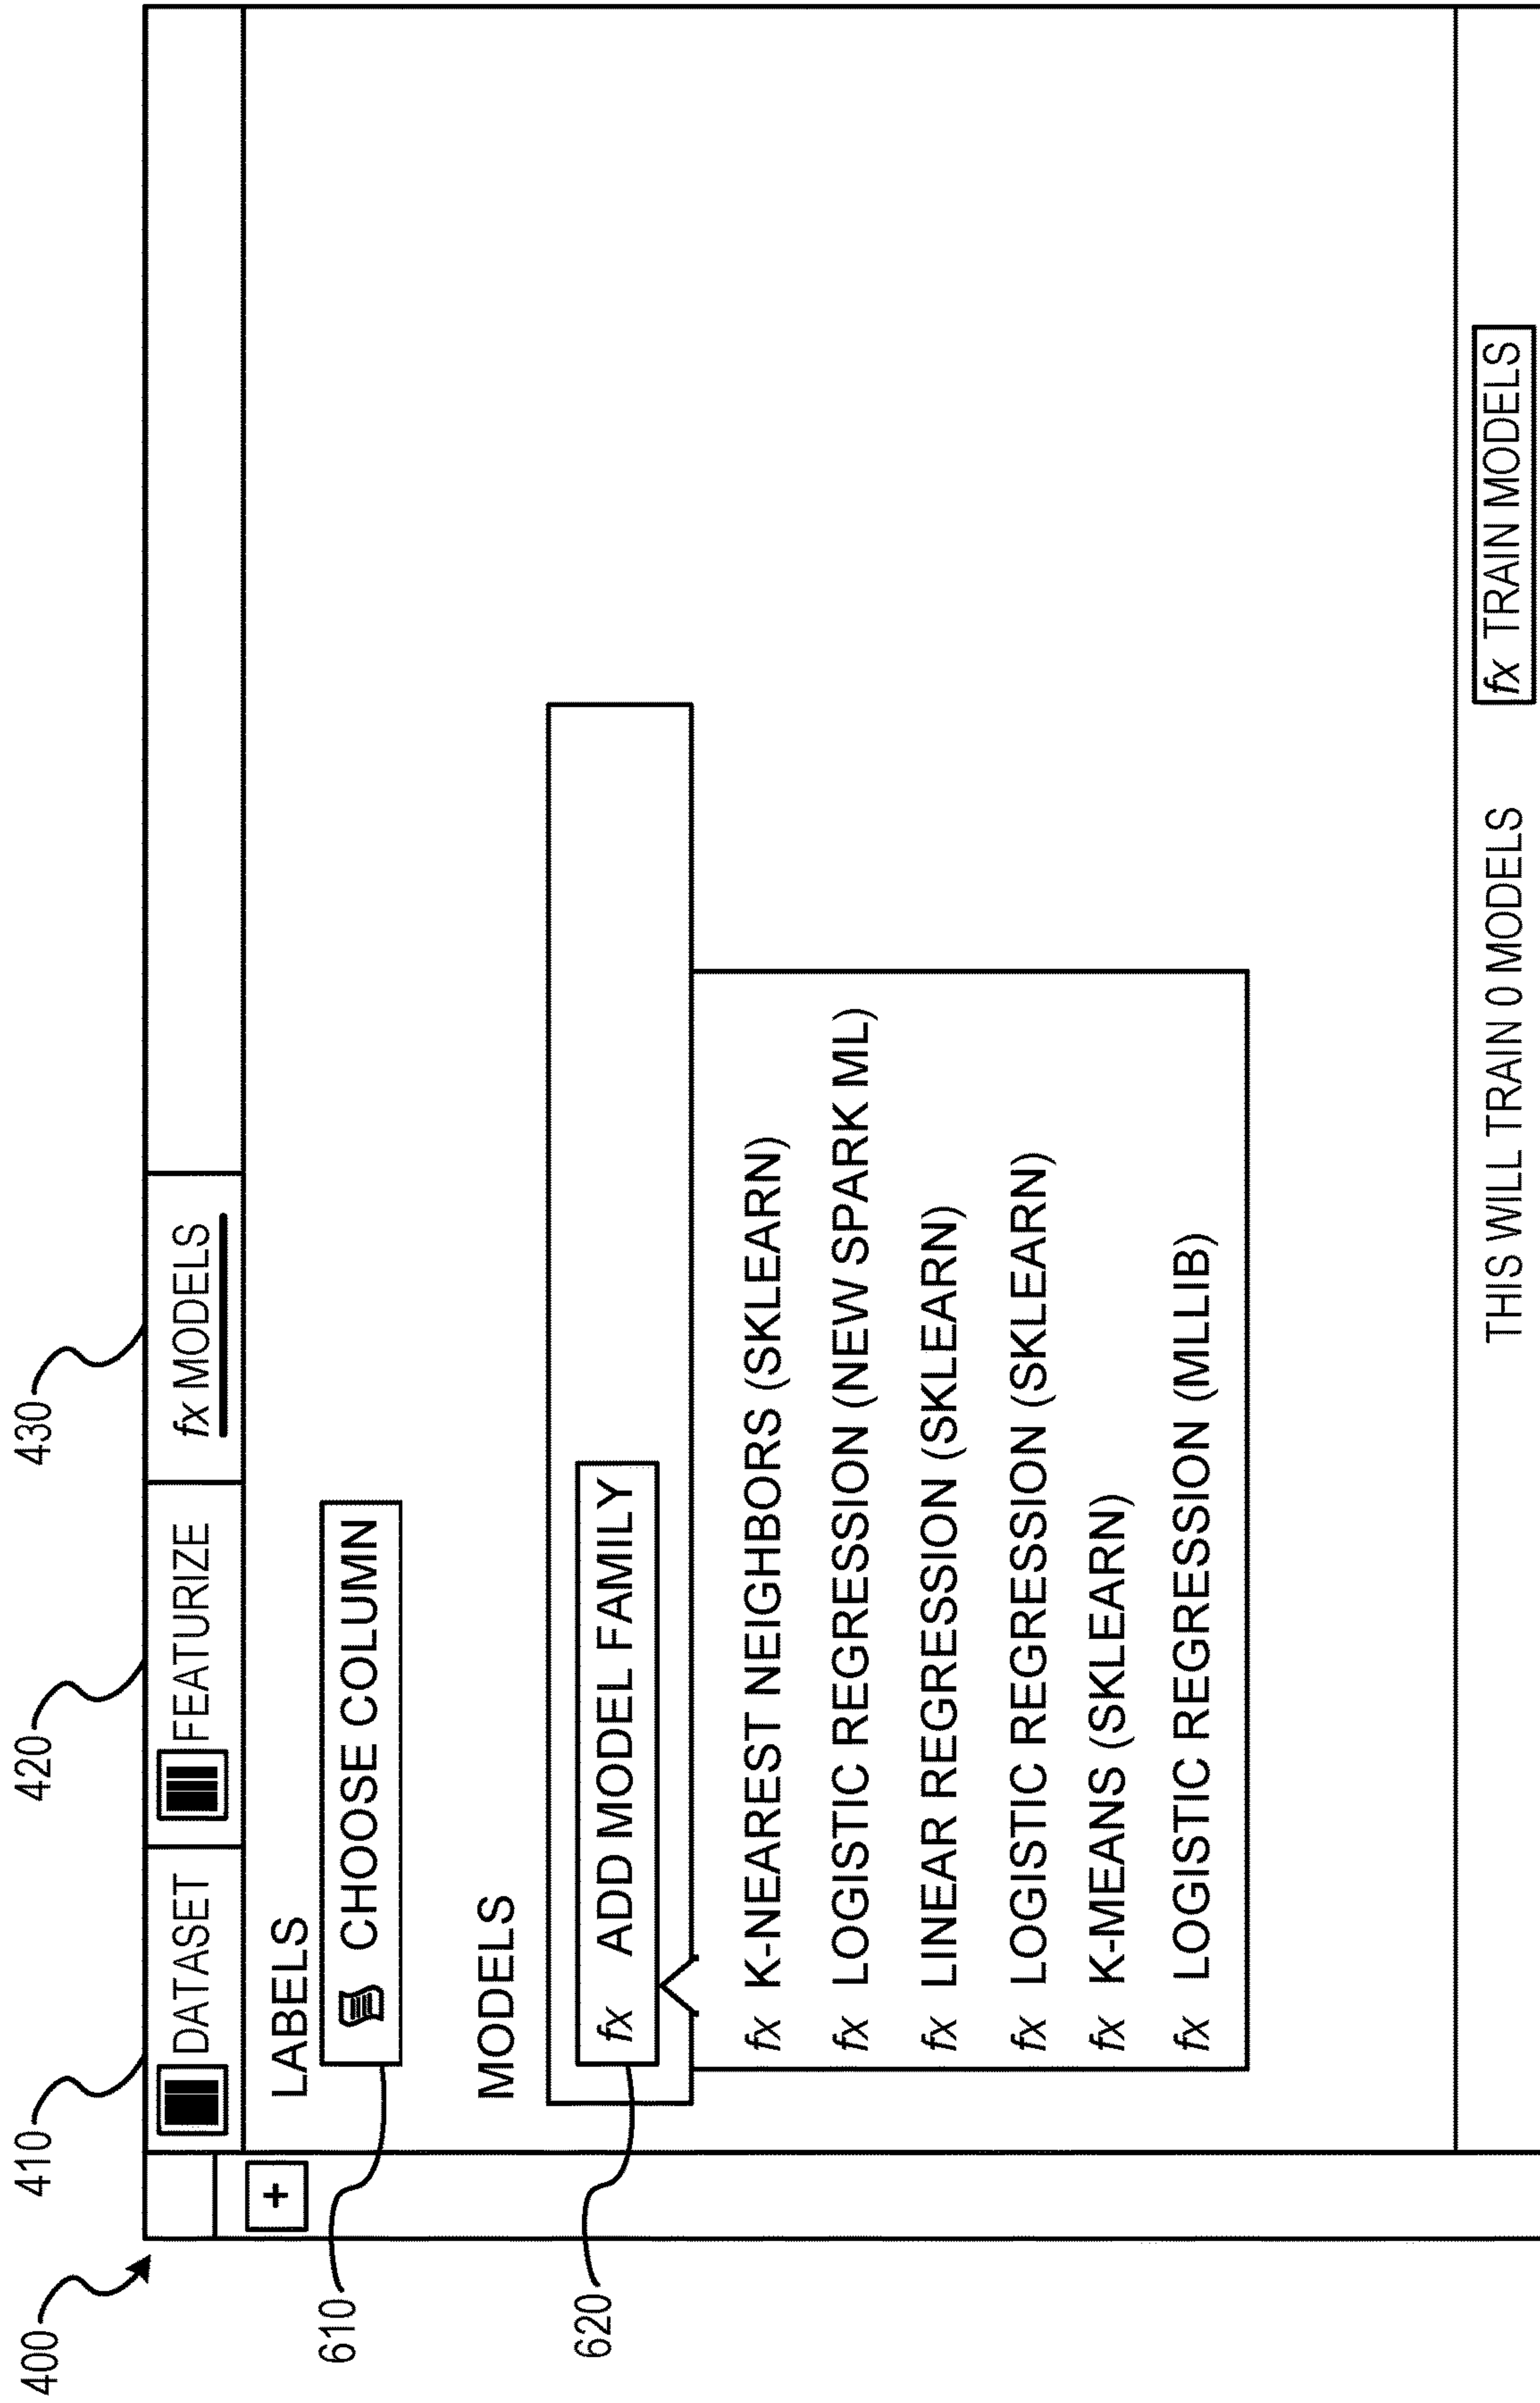 400
410
420
430
DATASET
FEATURIZE
fx MODELS
+
LABELS
610
CHOOSE COLUMN
MODELS
620
fx ADD MODEL FAMILY
fx K-NEAREST NEIGHBORS (SKLEARN)
fx LOGISTIC REGRESSION (NEW SPARK ML)
fx LINEAR REGRESSION (SKLEARN)
fx LOGISTIC REGRESSION (SKLEARN)
fx K-MEANS (SKLEARN)
fx LOGISTIC REGRESSION (MLLIB)
THIS WILL TRAIN 0 MODELS
fx TRAIN MODELS